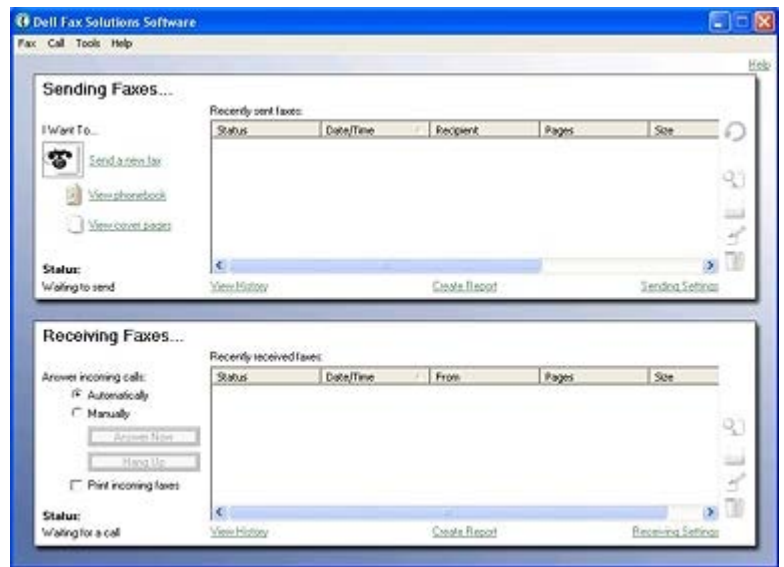 Dell Fax Solutions Software
Fax Call Tools Help
Help
Sending Faxes...
Recently sent faxes:
I Want To...
Status Date/Time Recipient Pages Size
Send a new fax
View phonebook
View cover pages
Status:
Waiting to send
View History Create Report Sending Settings
Receiving Faxes...
Recently received faxes:
Answer incoming calls:
Status Date/Time From Pages Size
Automatically
Manually
Answer Now
Hang Up
Print incoming faxes
Status:
Waiting for a call
View History Create Report Receiving Settings